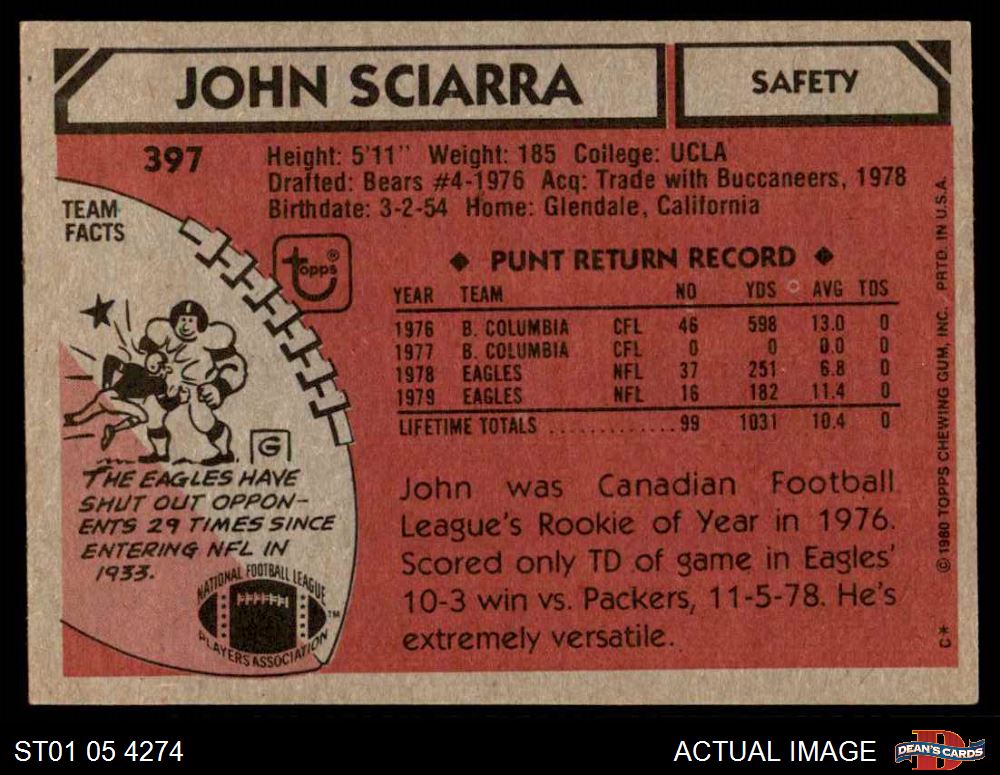 JOHN SCIARRA
SAFETY
397
Height: 5'11" Weight: 185 College: UCLA
Drafted: Bears #4-1976 Acq: Trade with Buccaneers, 1978
Birthdate: 3-2-54 Home: Glendale, California
TEAM
FACTS
topps®
◆ PUNT RETURN RECORD ◆
YEAR TEAM NO YDS AVG TDS
1976 B. COLUMBIA CFL 46 598 13.0 0
1977 B. COLUMBIA CFL 0 0 0.0 0
1978 EAGLES NFL 37 251 6.8 0
1979 EAGLES NFL 16 182 11.4 0
LIFETIME TOTALS ............. 99 1031 10.4 0
G
THE EAGLES HAVE
SHUT OUT OPPON-
ENTS 29 TIMES SINCE
ENTERING NFL IN
1933.
NATIONAL FOOTBALL LEAGUE
PLAYERS ASSOCIATION
TM
John was Canadian Football
League's Rookie of Year in 1976.
Scored only TD of game in Eagles'
10-3 win vs. Packers, 11-5-78. He's
extremely versatile.
C* © 1980 TOPPS CHEWING GUM, INC. PRTD. IN U.S.A.
ST01 05 4274
ACTUAL IMAGE
D
DEAN'S CARDS